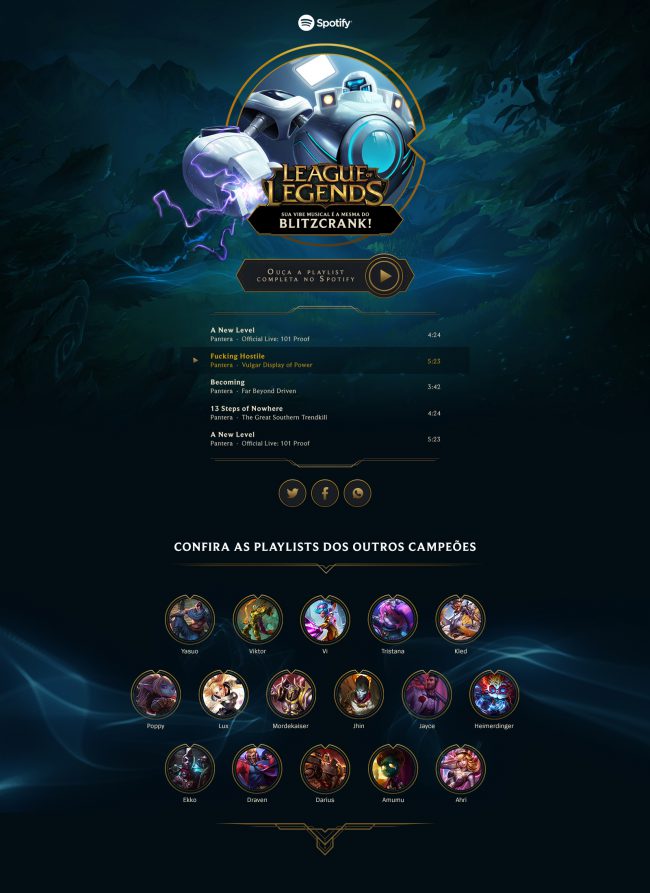 Spotify
LEAGUE OF
LEGENDS
SUA VIBE MUSICAL É A MESMA DO
BLITZCRANK!
OUÇA A PLAYLIST
COMPLETA NO SPOTIFY
A New Level
Pantera - Official Live: 101 Proof
4:24
Fucking Hostile
Pantera - Vulgar Display of Power
5:23
Becoming
Pantera - Far Beyond Driven
3:42
13 Steps of Nowhere
Pantera - The Great Southern Trendkill
4:24
A New Level
Pantera - Official Live: 101 Proof
5:23
CONFIRA AS PLAYLISTS DOS OUTROS CAMPEÕES
Yasuo
Viktor
Vi
Tristana
Kled
Poppy
Lux
Mordekaiser
Jhin
Jayce
Heimerdinger
Ekko
Draven
Darius
Amumu
Ahri